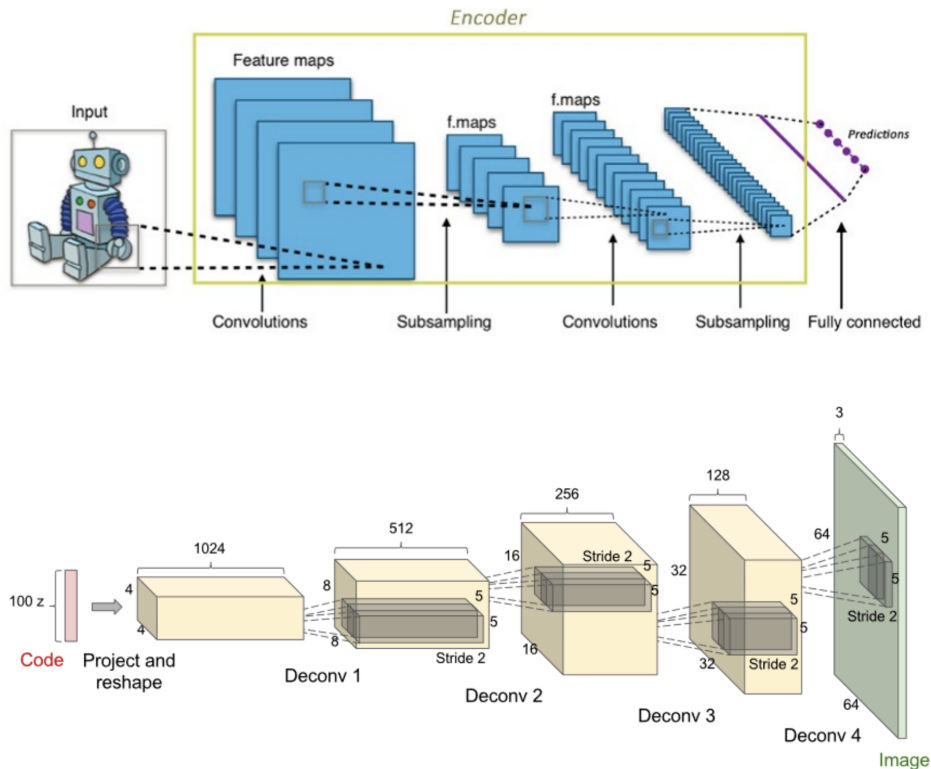 Encoder
Feature maps
Input
f.maps
f.maps
Predictions
Convolutions
Subsampling
Convolutions
Subsampling
Fully connected
3
128
256
512
1024
64
5
5
Stride 2
16
Stride 2
5
5
32
8
5
5
4
100 z
4
8
Stride 2
16
32
5
5
Stride 2
64
Code
Project and
reshape
Deconv 1
Deconv 2
Deconv 3
Deconv 4
Image